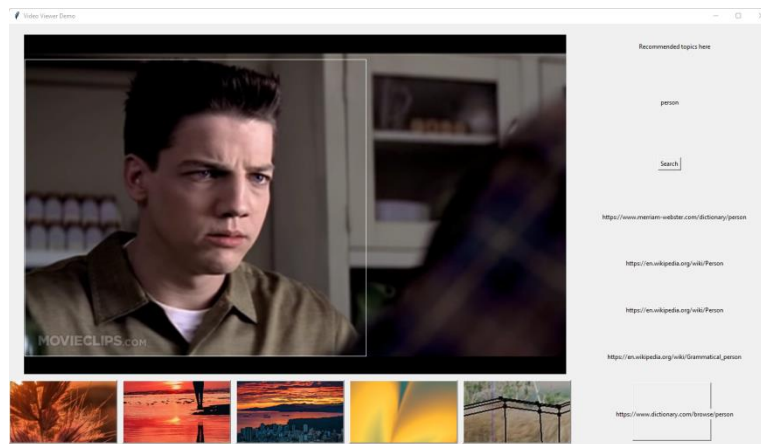 Video Viewer Demo
Recommended topics here
person
Search
https://www.merriam-webster.com/dictionary/person
https://en.wikipedia.org/wiki/Person
https://en.wikipedia.org/wiki/Person
https://en.wikipedia.org/wiki/Grammatical_person
https://www.dictionary.com/browse/person
MOVIECLIPS.COM